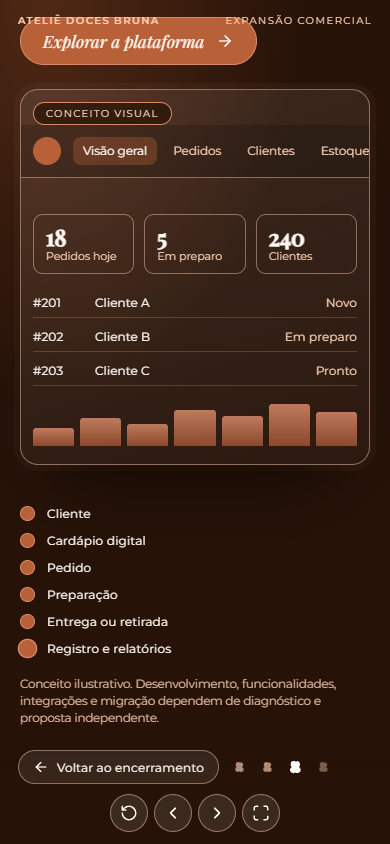 ATELIÊ DOCES BRUNA
EXPANSÃO COMERCIAL
Explorar a plataforma
CONCEITO VISUAL
Visão geral
Pedidos
Clientes
Estoque
18
Pedidos hoje
5
Em preparo
240
Clientes
#201 Cliente A Novo
#202 Cliente B Em preparo
#203 Cliente C Pronto
Cliente
Cardápio digital
Pedido
Preparação
Entrega ou retirada
Registro e relatórios
Conceito ilustrativo. Desenvolvimento, funcionalidades,
integrações e migração dependem de diagnóstico e
proposta independente.
Voltar ao encerramento